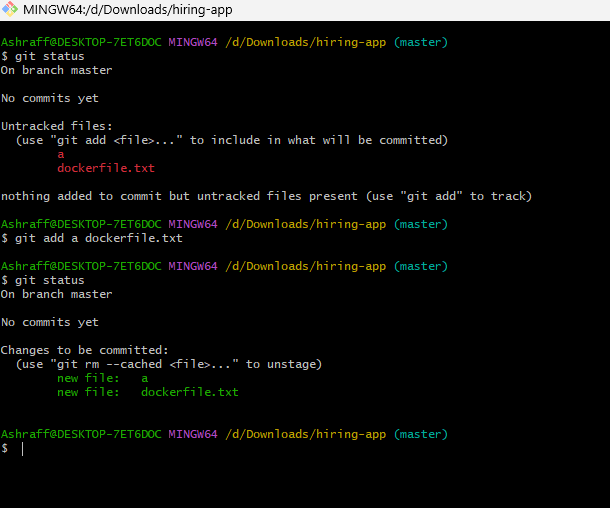 MINGW64:/d/Downloads/hiring-app
Ashraff@DESKTOP-7ET6DOC MINGW64 /d/Downloads/hiring-app (master)
$ git status
On branch master
No commits yet
Untracked files:
  (use "git add <file>..." to include in what will be committed)
        a
        dockerfile.txt
nothing added to commit but untracked files present (use "git add" to track)
Ashraff@DESKTOP-7ET6DOC MINGW64 /d/Downloads/hiring-app (master)
$ git add a dockerfile.txt
Ashraff@DESKTOP-7ET6DOC MINGW64 /d/Downloads/hiring-app (master)
$ git status
On branch master
No commits yet
Changes to be committed:
  (use "git rm --cached <file>..." to unstage)
        new file:   a
        new file:   dockerfile.txt
Ashraff@DESKTOP-7ET6DOC MINGW64 /d/Downloads/hiring-app (master)
$